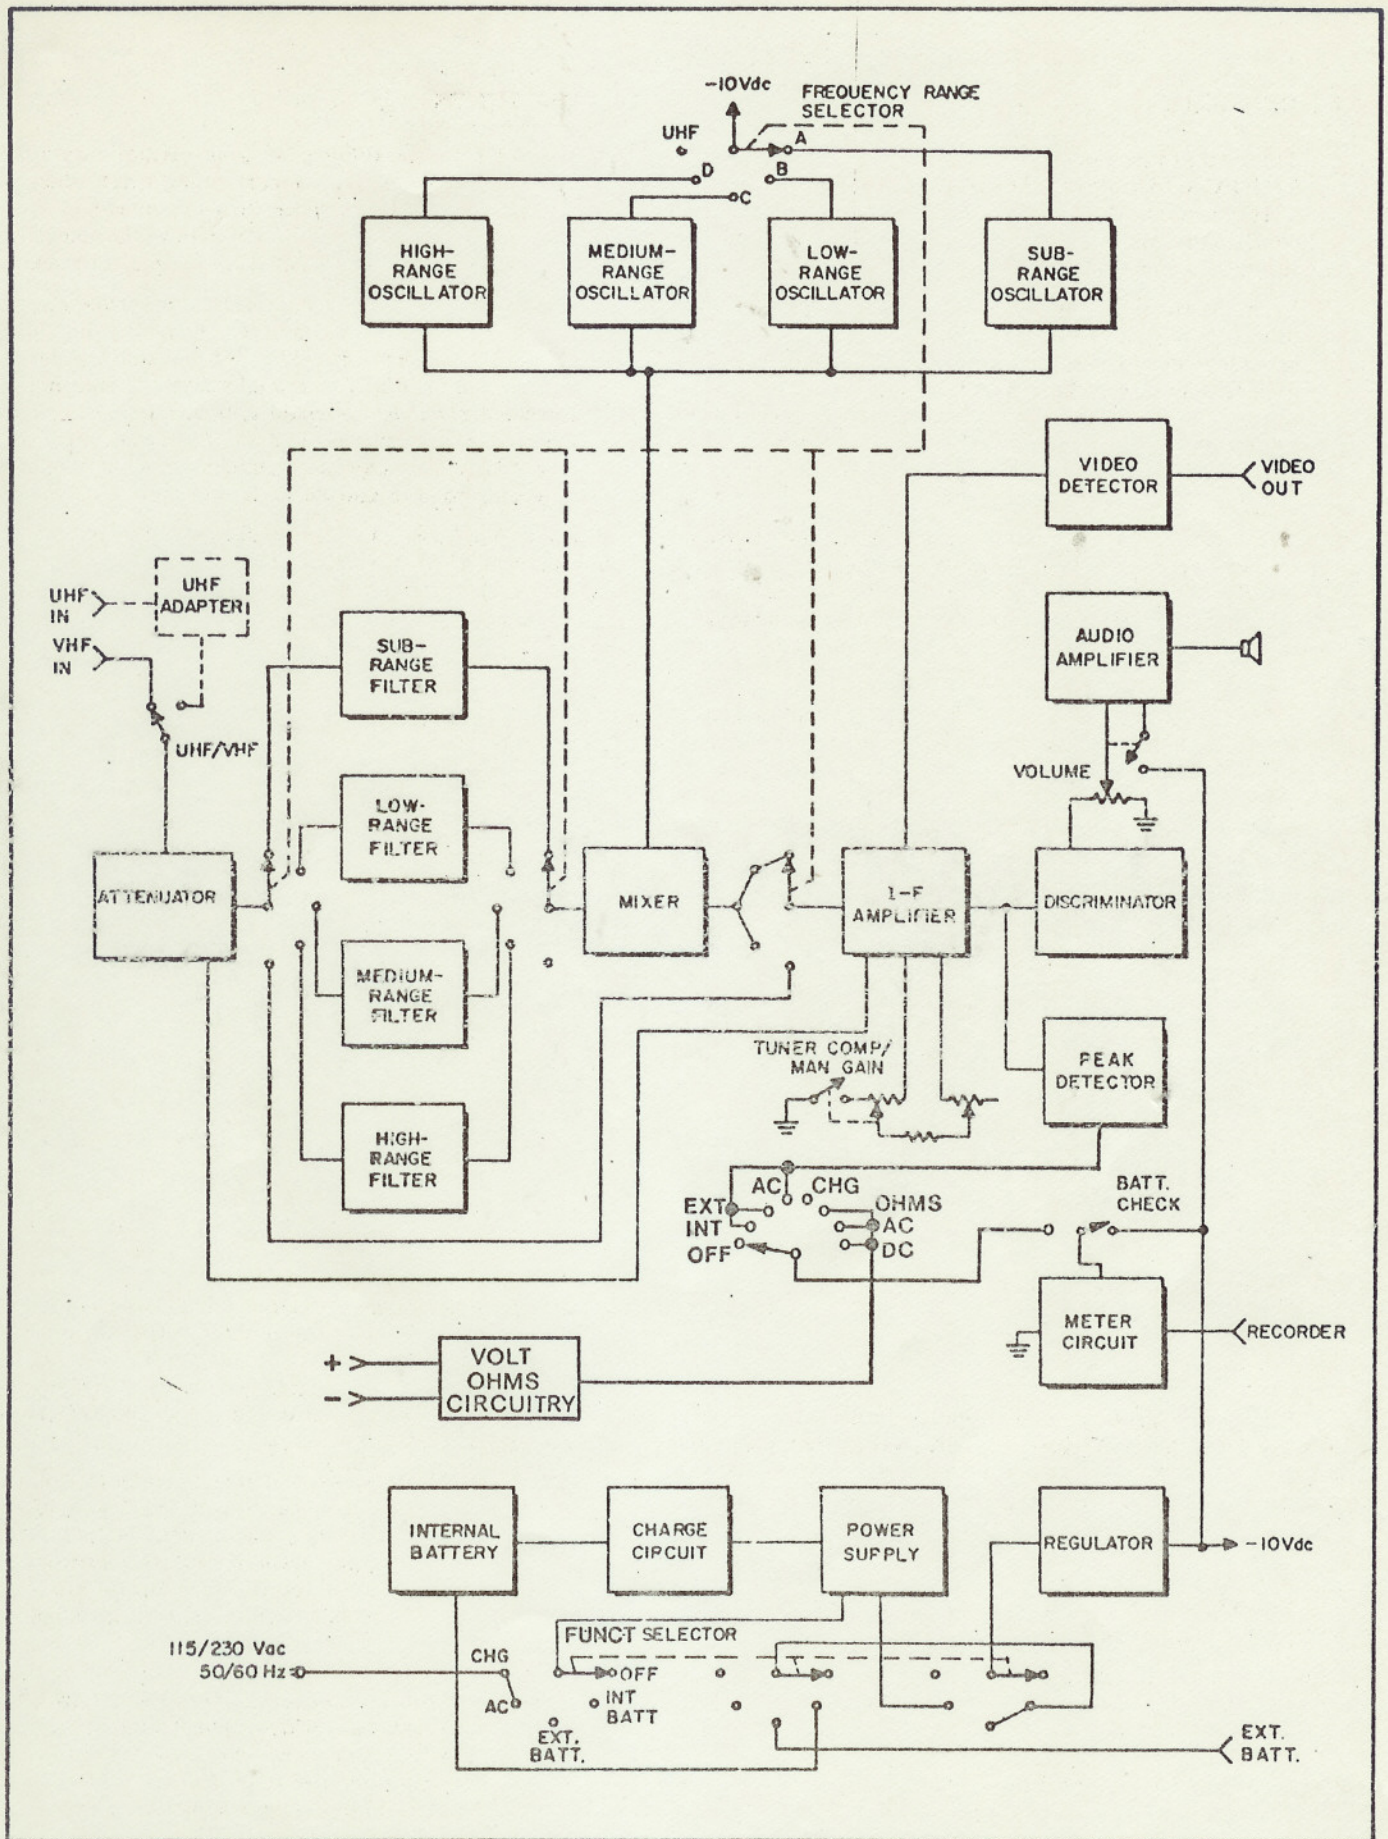 -10Vdc
FREQUENCY RANGE
SELECTOR
UHF
A
D
B
C
HIGH-
RANGE
OSCILLATOR
MEDIUM-
RANGE
OSCILLATOR
LOW-
RANGE
OSCILLATOR
SUB-
RANGE
OSCILLATOR
VIDEO
DETECTOR
VIDEO
OUT
UHF
IN
UHF
ADAPTER
VHF
IN
UHF/VHF
SUB-
RANGE
FILTER
AUDIO
AMPLIFIER
VOLUME
LOW-
RANGE
FILTER
ATTENUATOR
MIXER
I-F
AMPLIFIER
DISCRIMINATOR
MEDIUM-
RANGE
FILTER
TUNER COMP/
MAN GAIN
PEAK
DETECTOR
HIGH-
RANGE
FILTER
AC
CHG
EXT
OHMS
INT
AC
OFF
DC
BATT.
CHECK
METER
CIRCUIT
RECORDER
+
-
VOLT
OHMS
CIRCUITRY
INTERNAL
BATTERY
CHARGE
CIRCUIT
POWER
SUPPLY
REGULATOR
-10Vdc
115/230 Vac
50/60 Hz
FUNCT SELECTOR
CHG
OFF
AC
INT
BATT
EXT.
BATT.
EXT.
BATT.